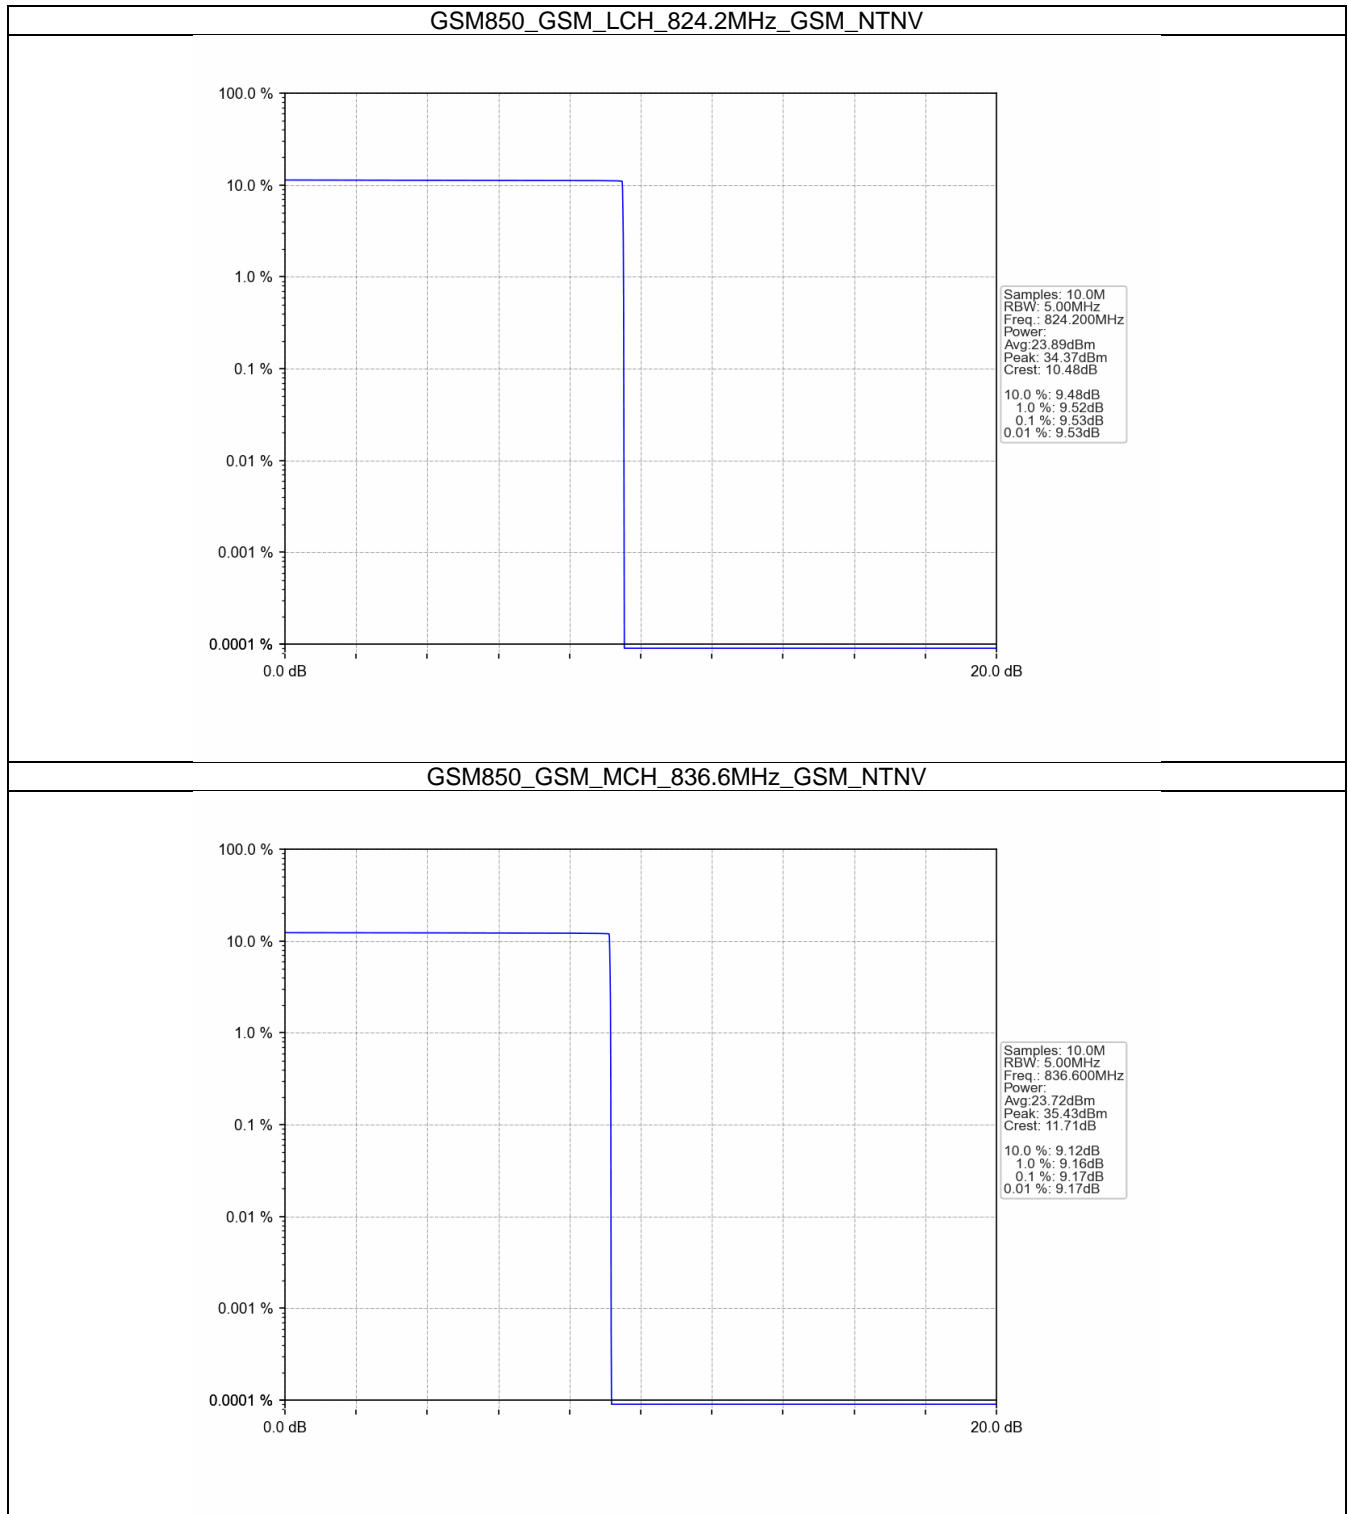 GSM850_GSM_LCH_824.2MHz_GSM_NTNV
100.0 %
10.0 %
1.0 %
0.1 %
0.01 %
0.001 %
0.0001 %
0.0 dB
20.0 dB
Samples: 10.0M
RBW: 5.00MHz
Freq.: 824.200MHz
Power:
Avg:23.89dBm
Peak: 34.37dBm
Crest: 10.48dB
10.0 %: 9.48dB
1.0 %: 9.52dB
0.1 %: 9.53dB
0.01 %: 9.53dB
GSM850_GSM_MCH_836.6MHz_GSM_NTNV
100.0 %
10.0 %
1.0 %
0.1 %
0.01 %
0.001 %
0.0001 %
0.0 dB
20.0 dB
Samples: 10.0M
RBW: 5.00MHz
Freq.: 836.600MHz
Power:
Avg:23.72dBm
Peak: 35.43dBm
Crest: 11.71dB
10.0 %: 9.12dB
1.0 %: 9.16dB
0.1 %: 9.17dB
0.01 %: 9.17dB